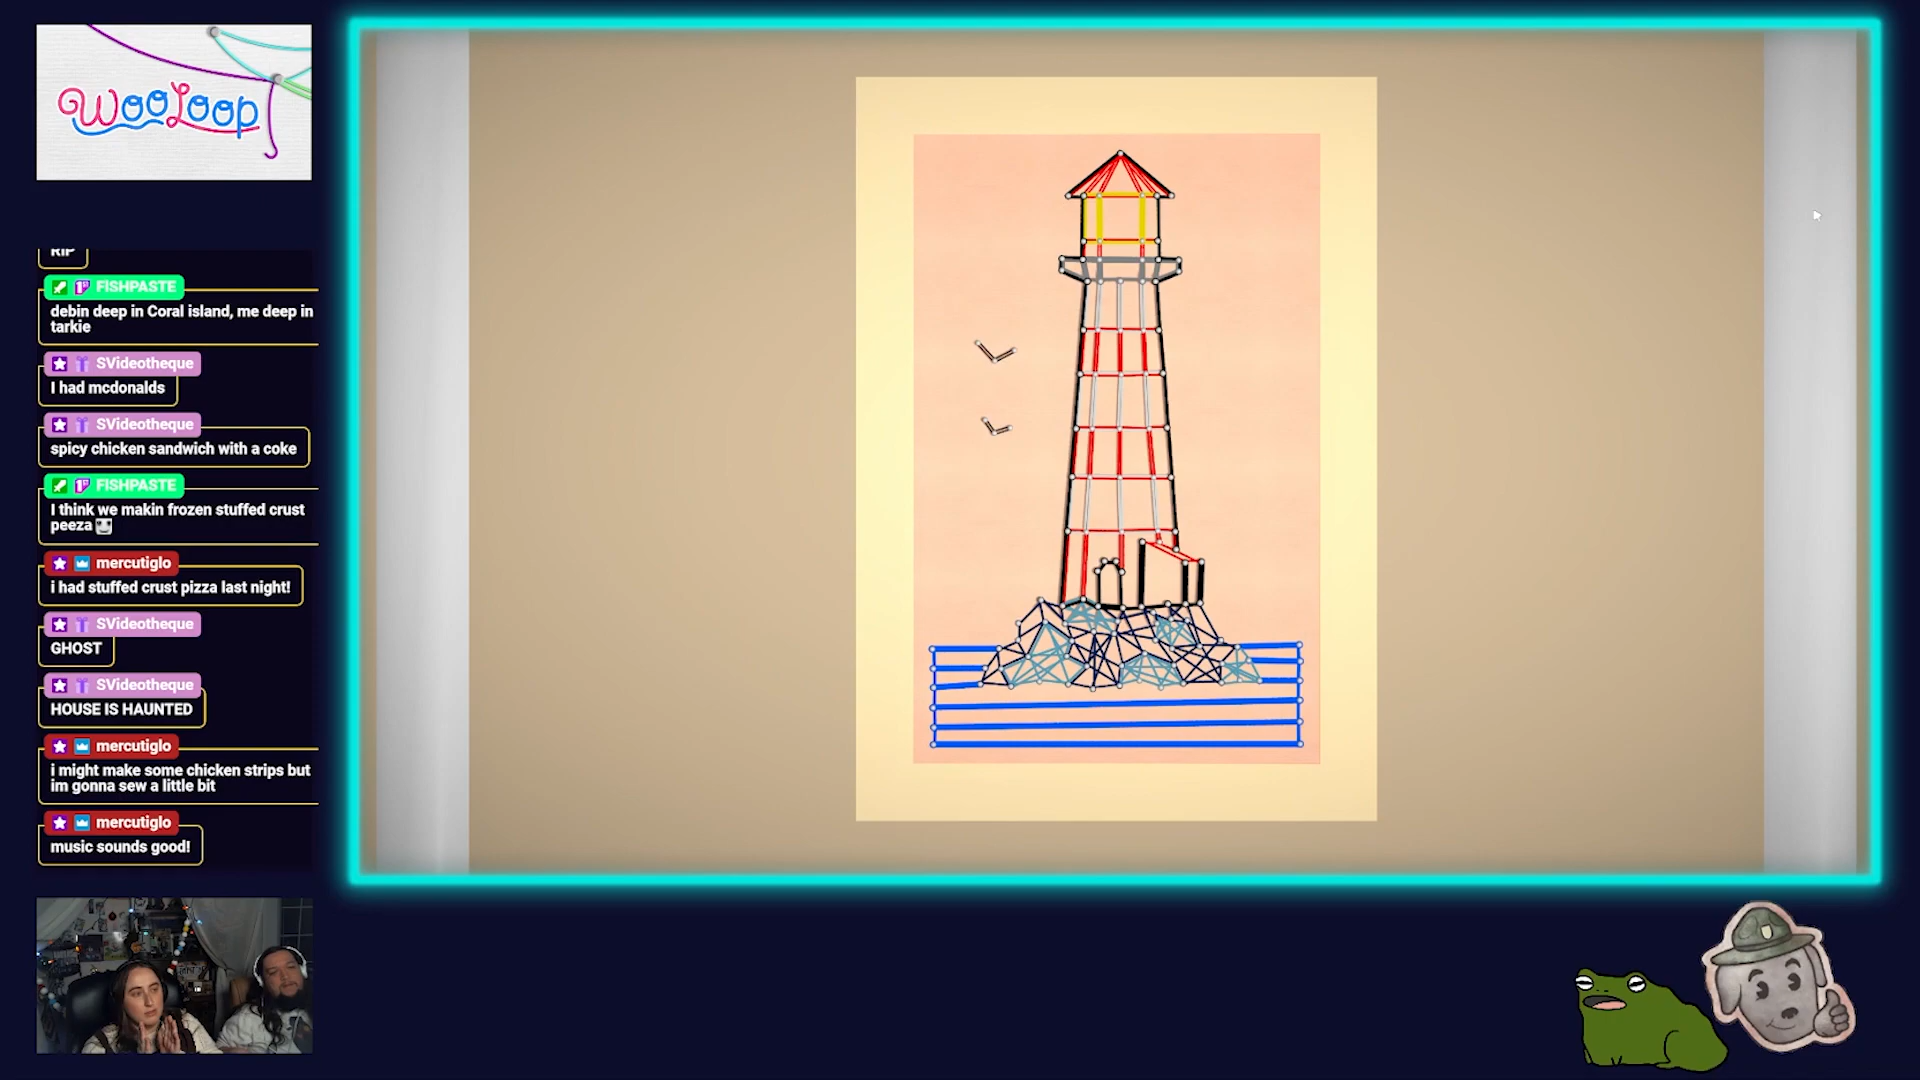 WooLoop
RIP
FISHPASTE
debin deep in Coral island, me deep in
tarkie
SVideotheque
I had mcdonalds
SVideotheque
spicy chicken sandwich with a coke
FISHPASTE
I think we makin frozen stuffed crust
peeza
mercutiglo
i had stuffed crust pizza last night!
SVideotheque
GHOST
SVideotheque
HOUSE IS HAUNTED
mercutiglo
i might make some chicken strips but
im gonna sew a little bit
mercutiglo
music sounds good!